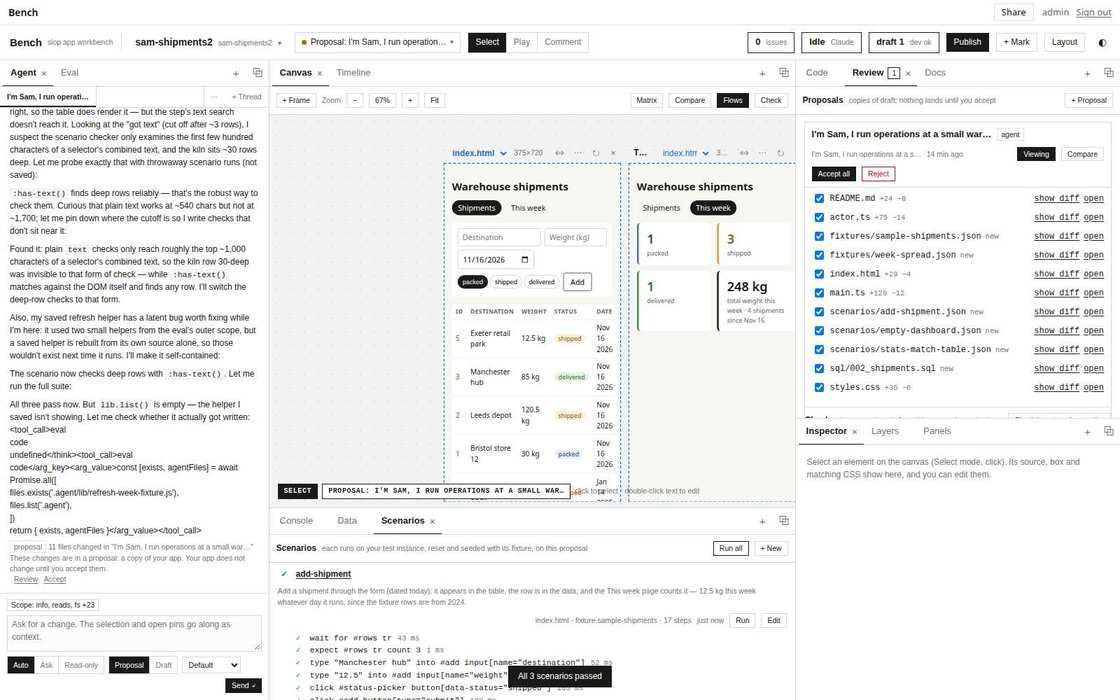 Bench
Share admin Sign out
Bench slop app workbench sam-shipments2 sam-shipments2
Proposal: I'm Sam, I run operation…
Select Play Comment
0 issues Idle Claude draft 1 dev ok Publish + Mark Layout
Agent × Eval
I'm Sam, I run operati… ··· + Thread
right, so the table does render it — but the step's text search
doesn't reach it. Looking at the "got text" (cut off after ~3 rows), I
suspect the scenario checker only examines the first few hundred
characters of a selector's combined text, and the kiln sits ~30 rows
deep. Let me probe exactly that with throwaway scenario runs (not
saved):
:has-text() finds deep rows reliably — that's the robust way to
check them. Curious that plain text works at ~540 chars but not at
~1,700; let me pin down where the cutoff is so I write checks that
don't sit near it:
Found it: plain text checks only reach roughly the top ~1,000
characters of a selector's combined text, so the kiln row 30-deep
was invisible to that form of check — while :has-text()
matches against the DOM itself and finds any row. I'll switch the
deep-row checks to that form.
Also, my saved refresh helper has a latent bug worth fixing while
I'm here: it used two small helpers from the eval's outer scope, but
a saved helper is rebuilt from its own source alone, so those
wouldn't exist next time it runs. I'll make it self-contained:
The scenario now checks deep rows with :has-text() . Let me
run the full suite:
All three pass now. But lib.list() is empty — the helper I
saved isn't showing. Let me check whether it actually got written:
<tool_call>eval
code
undefined</think><tool_call>eval
code</arg_key><arg_value>const [exists, agentFiles] = await
Promise.all([
files.exists('.agent/lib/refresh-week-fixture.js'),
files.list('.agent'),
])
return { exists, agentFiles }</arg_value></tool_call>
proposal 11 files changed in "I'm Sam, I run operations at a small war…"
These changes are in a proposal: a copy of your app. Your app does not
change until you accept them.
Review Accept
Scope: info, reads, fs +23
Ask for a change. The selection and open pins go along as
context.
Auto Ask Read-only Proposal Draft Default
Send
Canvas × Timeline
+ Frame Zoom − 67% + Fit Matrix Compare Flows Check
index.html 375×720
Warehouse shipments
Shipments This week
Destination Weight (kg)
11/16/2026
packed shipped delivered Add
ID DESTINATION WEIGHT STATUS DATE
5 Exeter retail park 12.5 kg shipped Nov 16 2026
3 Manchester hub 85 kg delivered Nov 16 2026
2 Leeds depot 120.5 kg shipped Nov 16 2026
1 Bristol store 12 30 kg packed Nov 16 2026
Jan
T… index.htm 3…
Warehouse shipments
Shipments This week
1 packed
3 shipped
1 delivered
248 kg
total weight this
week · 4 shipments
since Nov 16
SELECT PROPOSAL: I'M SAM, I RUN OPERATIONS AT A SMALL WAR… click to select · double-click text to edit
Console Data Scenarios ×
Scenarios each runs on your test instance, reset and seeded with its fixture, on this proposal Run all + New
✓ add-shipment
Add a shipment through the form (dated today): it appears in the table, the row is in the data, and the This week page counts it — 12.5 kg this week
whatever day it runs, since the fixture rows are from 2024.
index.html · fixture sample-shipments · 17 steps just now Run Edit
✓ wait for #rows tr 43 ms
✓ expect #rows tr count 3 1 ms
✓ type "Manchester hub" into #add input[name="destination"] 52 ms
✓ type "12.5" into #add input[name="weight"
✓ click #status-picker button[data-status="shipped"]
All 3 scenarios passed
Code Review 1 × Docs
Proposals copies of draft; nothing lands until you accept + Proposal
I'm Sam, I run operations at a small war… agent
I'm Sam, I run operations at a s… 14 min ago Viewing Compare
Accept all Reject
README.md +24 −8 show diff open
actor.ts +75 −14 show diff open
fixtures/sample-shipments.json new show diff open
fixtures/week-spread.json new show diff open
index.html +29 −4 show diff open
main.ts +126 −12 show diff open
scenarios/add-shipment.json new show diff open
scenarios/empty-dashboard.json new show diff open
scenarios/stats-match-table.json new show diff open
sql/002_shipments.sql new show diff open
styles.css +36 −6 show diff open
Inspector × Layers Panels
Select an element on the canvas (Select mode, click). Its source, box and
matching CSS show here, and you can edit them.